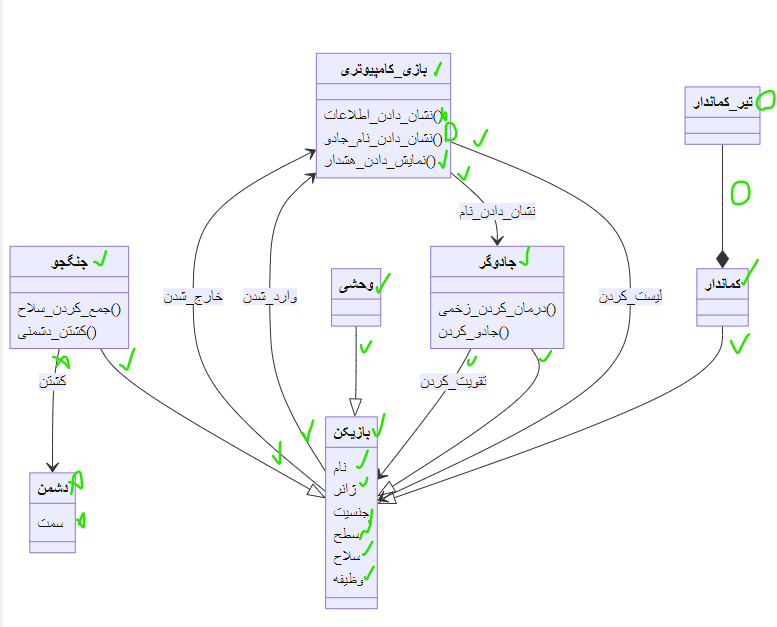 بازی_کامپیوتری
نشان_دادن_اطلاعات()
نشان_دادن_نام_جادو()
نمایش_دادن_هشدار()
تیر_کماندار
نشان_دادن_نام
جنگجو
جمع_کردن_سلاح()
کشتن_دشمنی()
خارج_شدن
وارد_شدن
وحشی
جادوگر
درمان_کردن_زخمی()
جادو_کردن()
لیست_کردن
کماندار
کشتن
تقویت_کردن
بازیکن
نام
ژانر
جنسیت
سطح
سلاح
وظیفه
دشمن
سمت